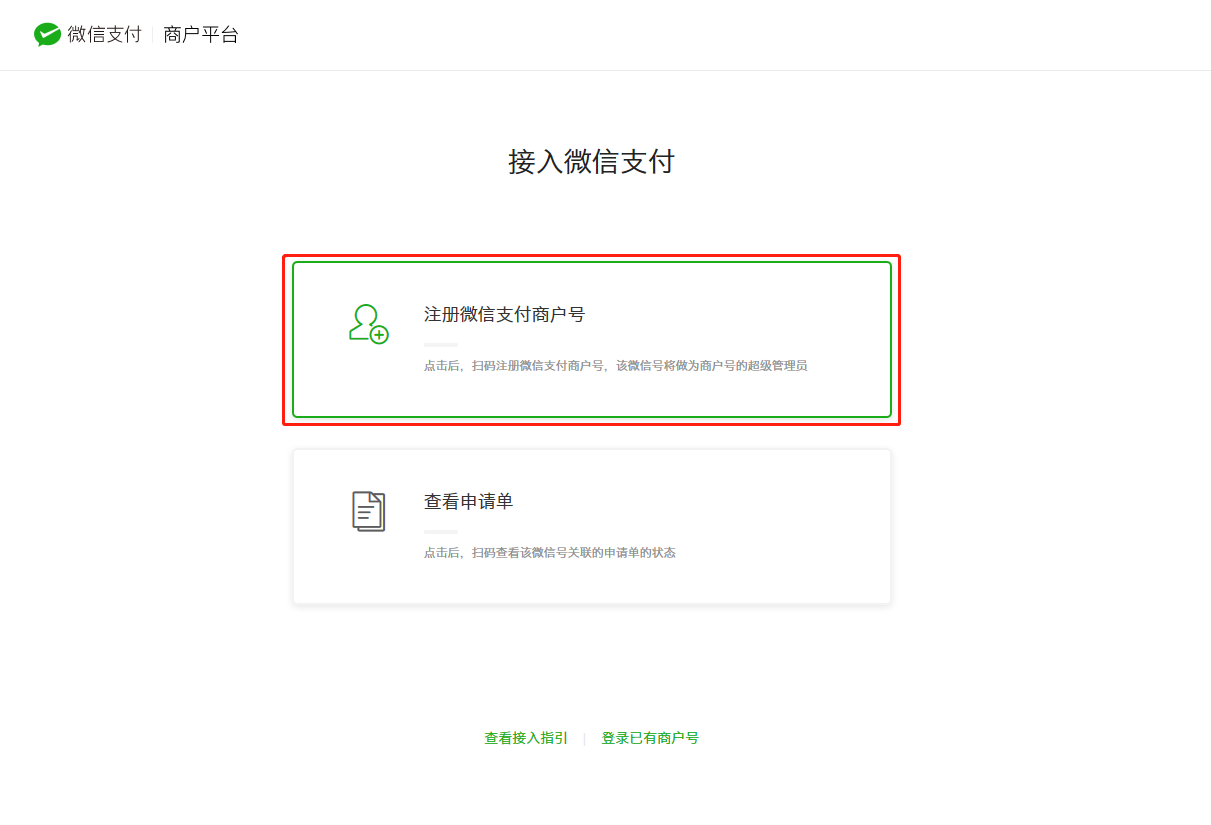 微信支付 商户平台
接入微信支付
注册微信支付商户号
点击后，扫码注册微信支付商户号，该微信号将做为商户号的超级管理员
查看申请单
点击后，扫码查看该微信号关联的申请单的状态
查看接入指引 | 登录已有商户号